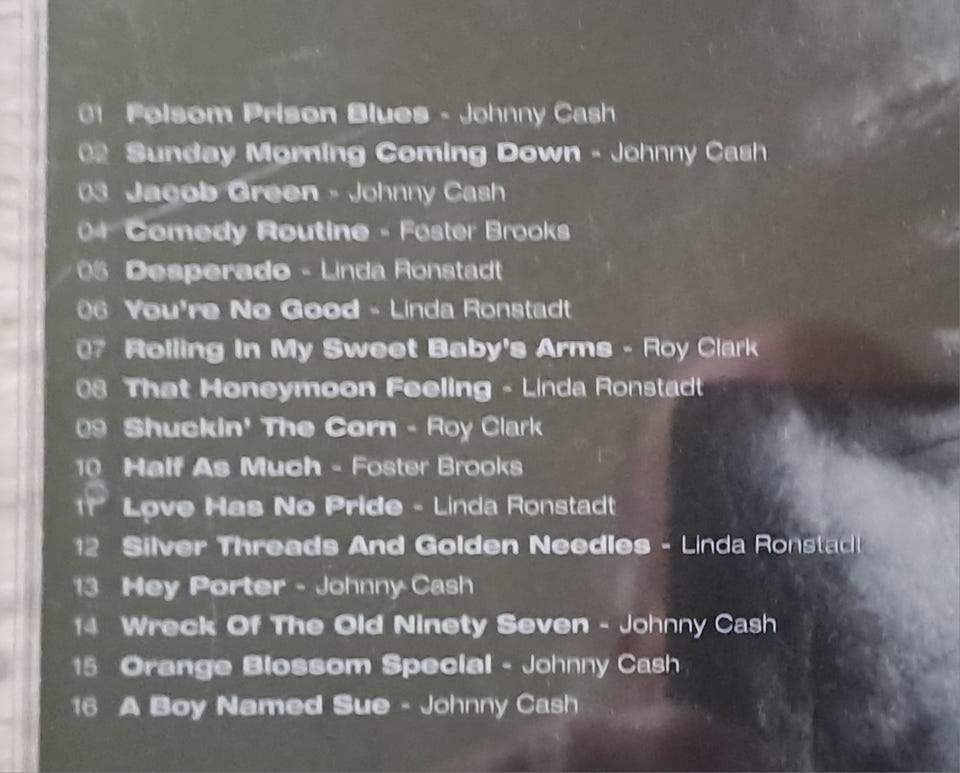 01 Folsom Prison Blues - Johnny Cash
02 Sunday Morning Coming Down - Johnny Cash
03 Jacob Green - Johnny Cash
04 Comedy Routine - Foster Brooks
05 Desperado - Linda Ronstadt
06 You're No Good - Linda Ronstadt
07 Rolling In My Sweet Baby's Arms - Roy Clark
08 That Honeymoon Feeling - Linda Ronstadt
09 Shuckin' The Corn - Roy Clark
10 Half As Much - Foster Brooks
11 Love Has No Pride - Linda Ronstadt
12 Silver Threads And Golden Needles - Linda Ronstadt
13 Hey Porter - Johnny Cash
14 Wreck Of The Old Ninety Seven - Johnny Cash
15 Orange Blossom Special - Johnny Cash
16 A Boy Named Sue - Johnny Cash